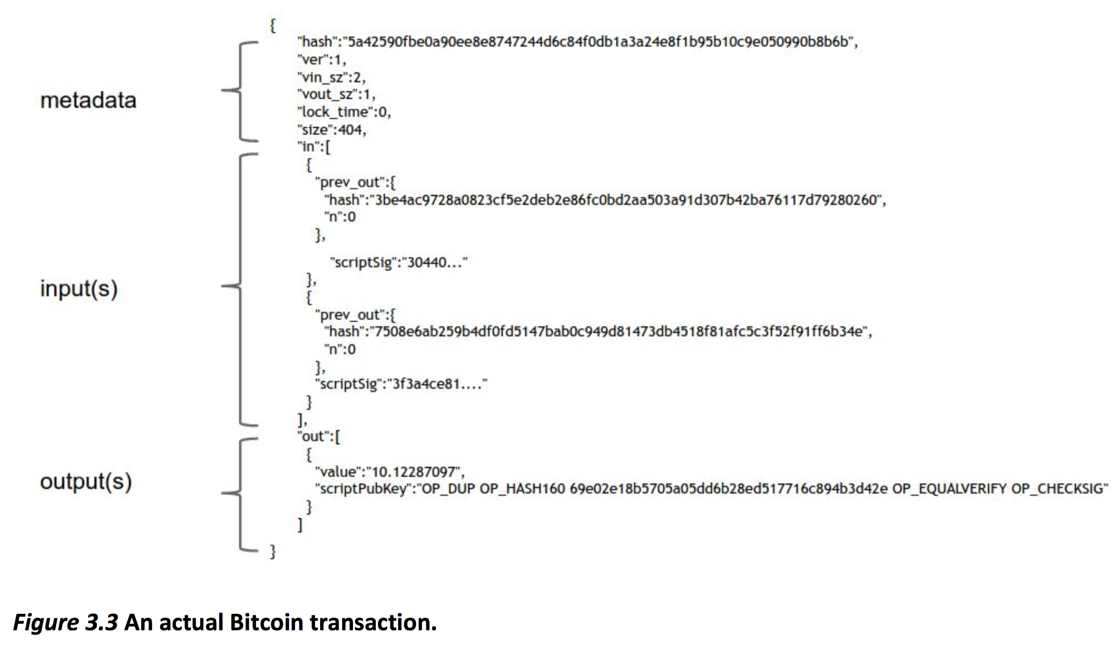 {
"hash":"5a42590fbe0a90ee8e8747244d6c84f0db1a3a24e8f1b95b10c9e050990b8b6b",
"ver":1,
"vin_sz":2,
"vout_sz":1,
"lock_time":0,
"size":404,
metadata
"in":[
{
"prev_out":{
"hash":"3be4ac9728a0823cf5e2deb2e86fc0bd2aa503a91d307b42ba76117d79280260",
"n":0
},
"scriptSig":"30440..."
},
input(s)
{
"prev_out":{
"hash":"7508e6ab259b4df0fd5147bab0c949d81473db4518f81afc5c3f52f91ff6b34e",
"n":0
},
"scriptSig":"3f3a4ce81...."
}
],
"out":[
{
"value":"10.12287097",
output(s)
"scriptPubKey":"OP_DUP OP_HASH160 69e02e18b5705a05dd6b28ed517716c894b3d42e OP_EQUALVERIFY OP_CHECKSIG"
}
]
}
Figure 3.3 An actual Bitcoin transaction.